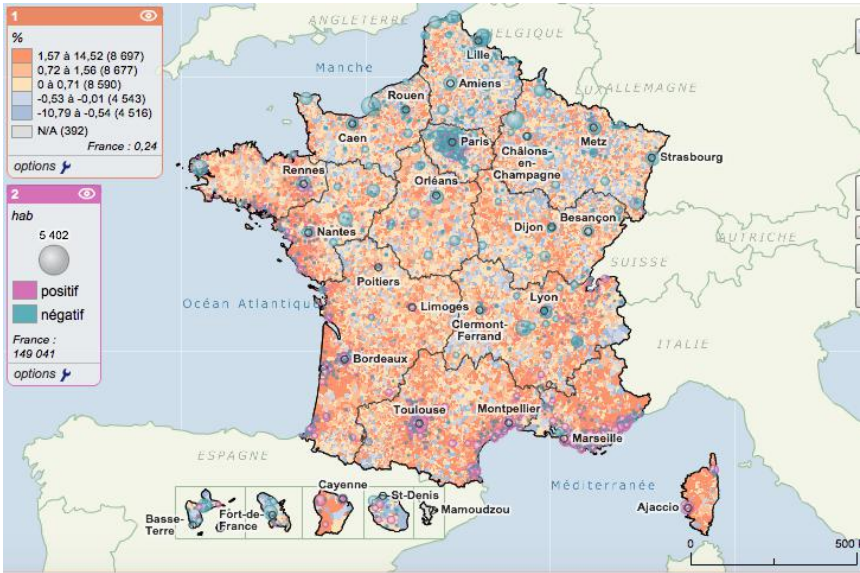 1
%
1,57 à 14,52 (8 697)
0,72 à 1,56 (8 677)
0 à 0,71 (8 590)
-0,53 à -0,01 (4 543)
-10,79 à -0,54 (4 516)
N/A (392)
France : 0,24
options
2
hab
5 402
positif
négatif
France :
149 041
options
ANGLETERRE
BELGIQUE
Lille
Manche
LUX
ALLEMAGNE
Amiens
Rouen
Caen
Paris
Châlons-
en-
Champagne
Metz
Strasbourg
Rennes
Orléans
Nantes
Dijon
Besançon
AUTRICHE
SUISSE
Poitiers
Océan Atlantique
Limoges
Clermont-
Ferrand
Lyon
ITALIE
Bordeaux
Toulouse
Montpellier
Marseille
ESPAGNE
Méditerranée
Ajaccio
Basse-
Terre
Fort-de-
France
Cayenne
St-Denis
Mamoudzou
0
500